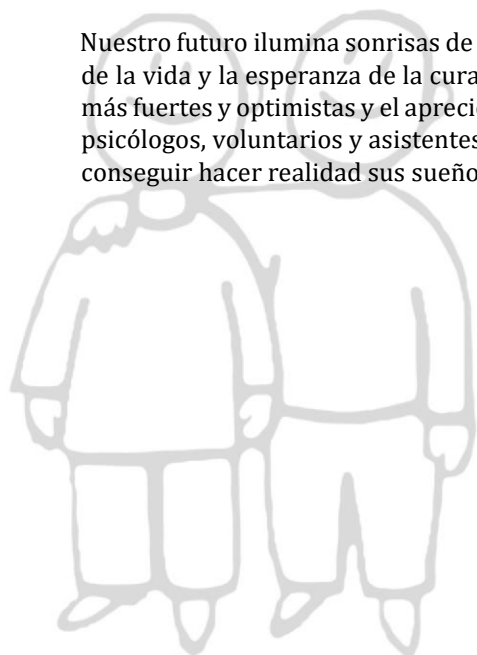 Nuestro futuro ilumina sonrisas de
de la vida y la esperanza de la cura
más fuertes y optimistas y el aprecio
psicólogos, voluntarios y asistentes
conseguir hacer realidad sus sueño